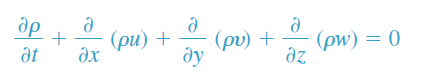 ∂ρ/∂t + ∂/∂x (ρu) + ∂/∂y (ρv) + ∂/∂z (ρw) = 0